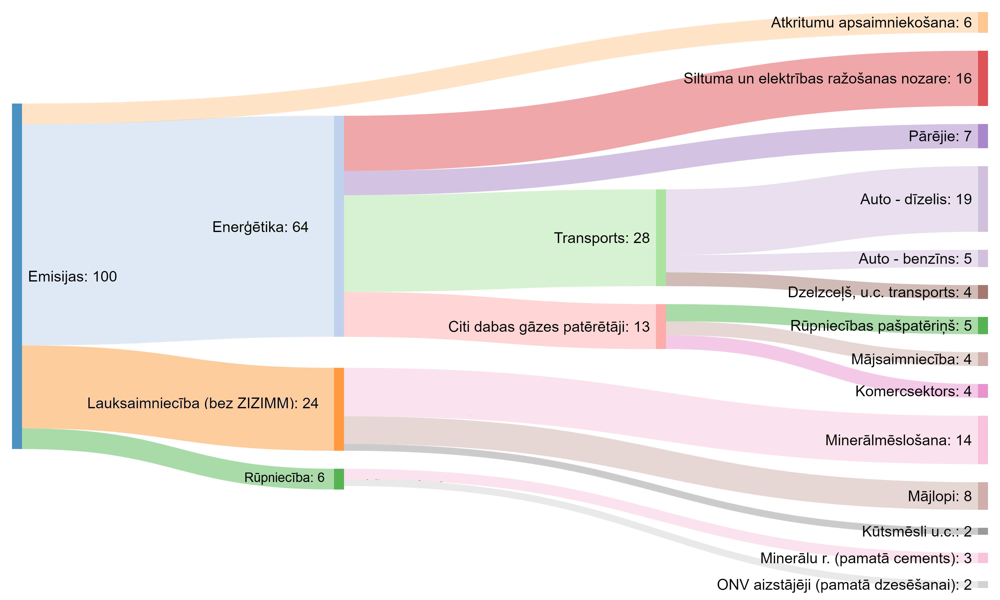 Atkritumu apsaimniekošana: 6
Siltuma un elektrības ražošanas nozare: 16
Pārējie: 7
Auto - dīzelis: 19
Enerģētika: 64
Transports: 28
Auto - benzīns: 5
Emisijas: 100
Dzelzceļš, u.c. transports: 4
Citi dabas gāzes patērētāji: 13
Rūpniecības pašpatēriņš: 5
Mājsaimniecība: 4
Komercsektors: 4
Lauksaimniecība (bez ZIZIMM): 24
Minerālmēslošana: 14
Rūpniecība: 6
Mājlopi: 8
Kūtsmēsli u.c.: 2
Minerālu r. (pamatā cements): 3
ONV aizstājēji (pamatā dzesēšanai): 2